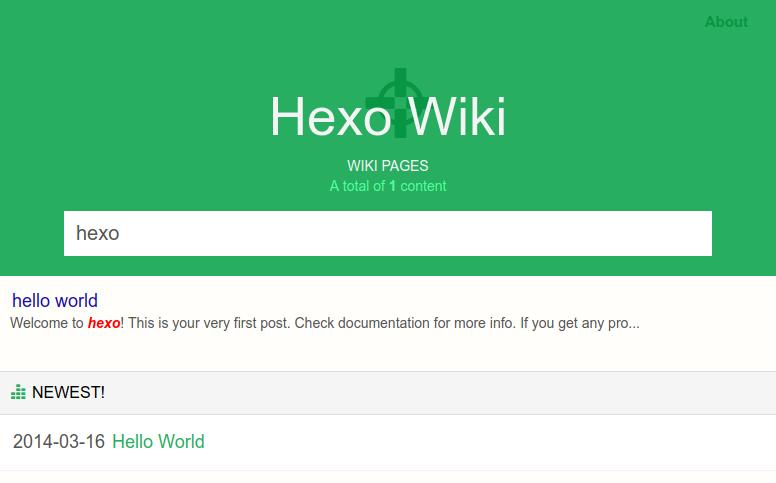 About
Hexo Wiki
WIKI PAGES
A total of 1 content
hexo
hello world
Welcome to hexo! This is your very first post. Check documentation for more info. If you get any pro...
NEWEST!
2014-03-16 Hello World